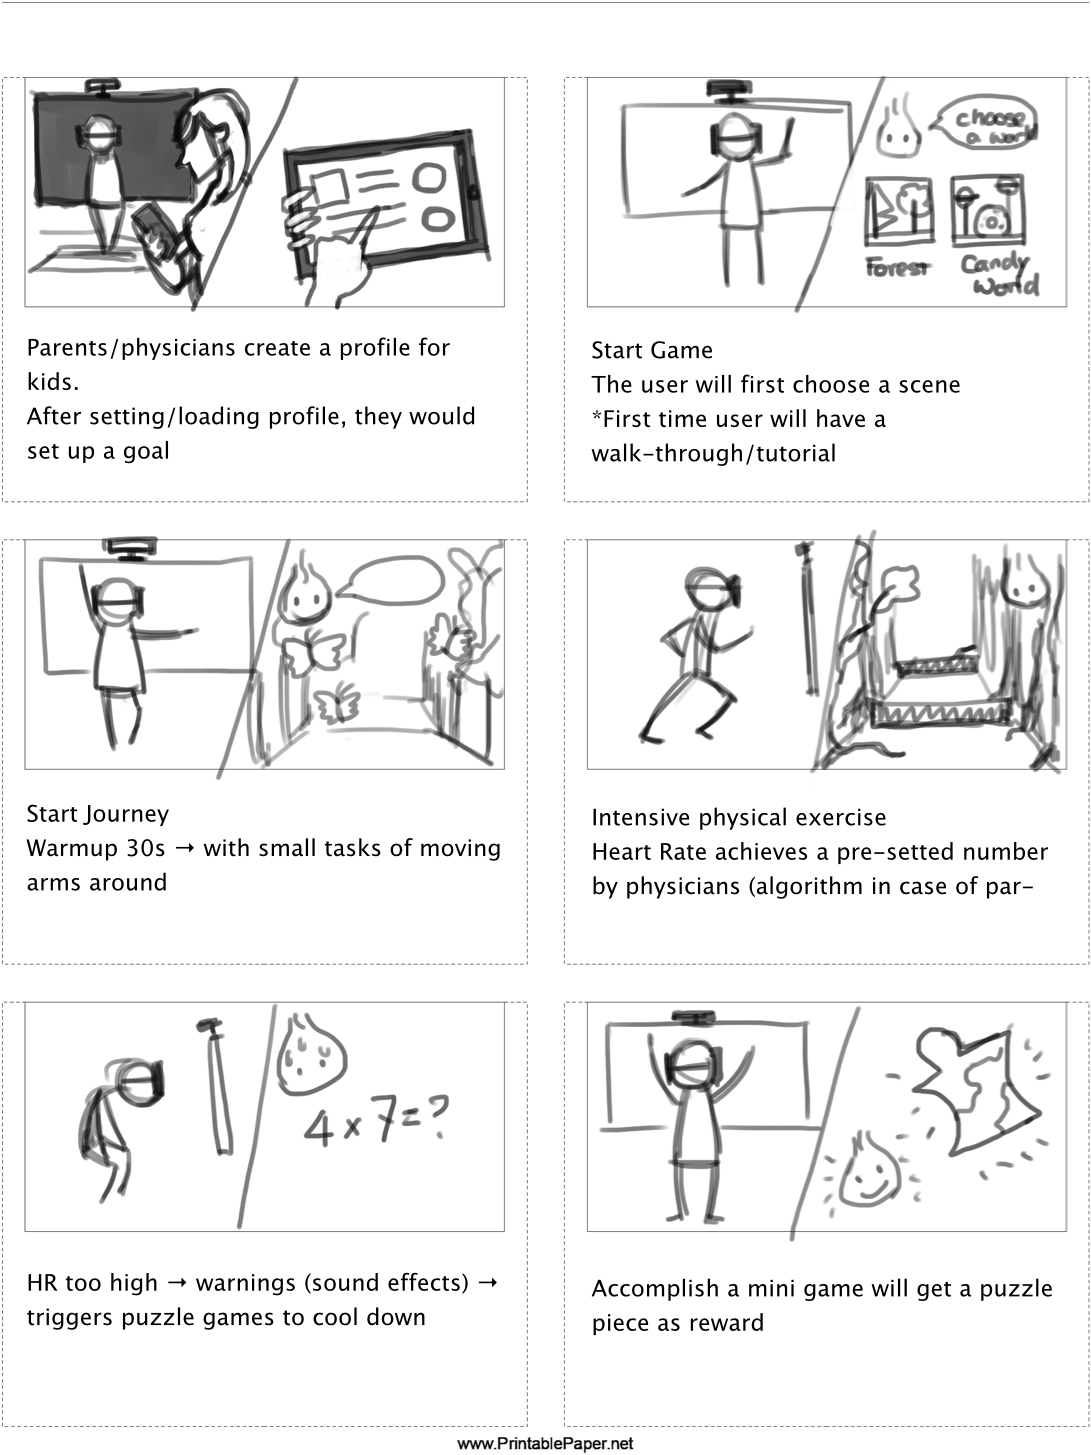 choose
a world
Forest
Candy
World
Parents/physicians create a profile for
kids.
After setting/loading profile, they would
set up a goal
Start Game
The user will first choose a scene
*First time user will have a
walk-through/tutorial
Start Journey
Warmup 30s → with small tasks of moving
arms around
Intensive physical exercise
Heart Rate achieves a pre-setted number
by physicians (algorithm in case of par-
4 x 7 = ?
HR too high → warnings (sound effects) →
triggers puzzle games to cool down
Accomplish a mini game will get a puzzle
piece as reward
www.PrintablePaper.net